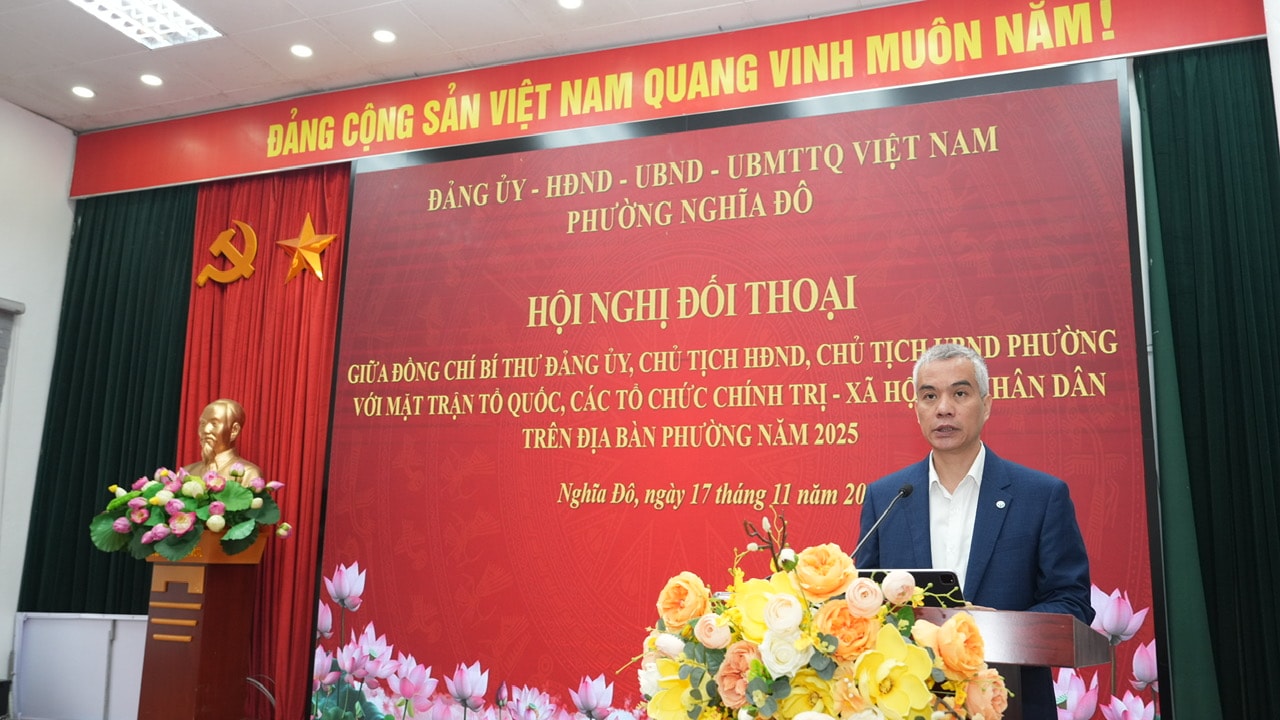 ĐẢNG CỘNG SẢN VIỆT NAM QUANG VINH MUÔN NĂM!
ĐẢNG ỦY - HĐND - UBND - UBMTTQ VIỆT NAM
PHƯỜNG NGHĨA ĐÔ
HỘI NGHỊ ĐỐI THOẠI
GIỮA ĐỒNG CHÍ BÍ THƯ ĐẢNG ỦY, CHỦ TỊCH HĐND, CHỦ TỊCH UBND PHƯỜNG
VỚI MẶT TRẬN TỔ QUỐC, CÁC TỔ CHỨC CHÍNH TRỊ - XÃ HỘI DÂN
TRÊN ĐỊA BÀN PHƯỜNG NĂM 2025
Nghĩa Đô, ngày 17 tháng 11 năm